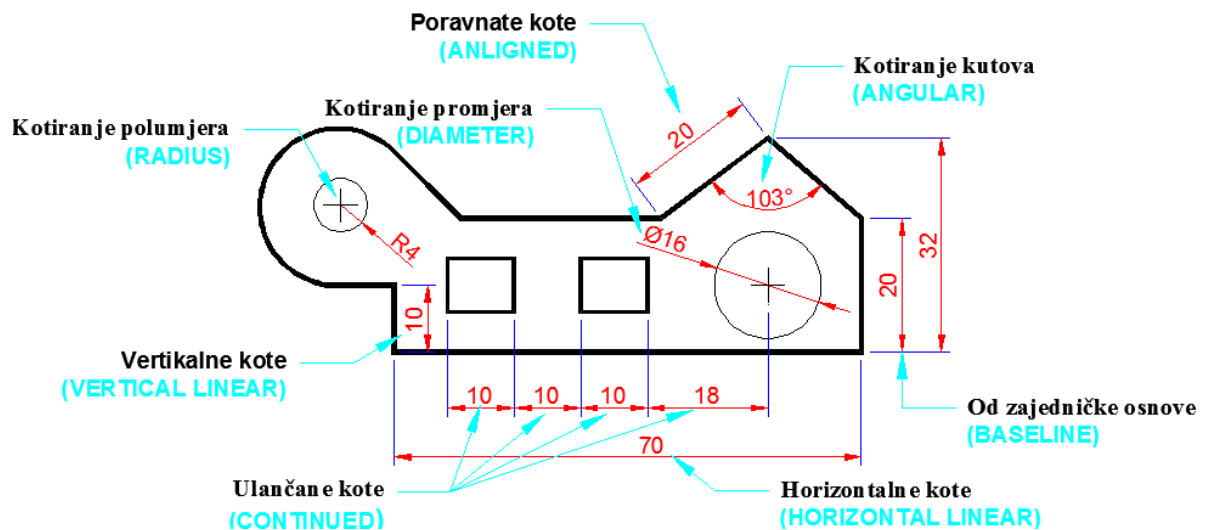 Poravnate kote
(ANLIGNED)
Kotiranje kutova
(ANGULAR)
Kotiranje promjera
(DIAMETER)
Kotiranje polumjera
(RADIUS)
20
103°
Ø16
R4
32
20
10
Vertikalne kote
(VERTICAL LINEAR)
10
10
10
18
Od zajedničke osnove
(BASELINE)
70
Ulančane kote
(CONTINUED)
Horizontalne kote
(HORIZONTAL LINEAR)